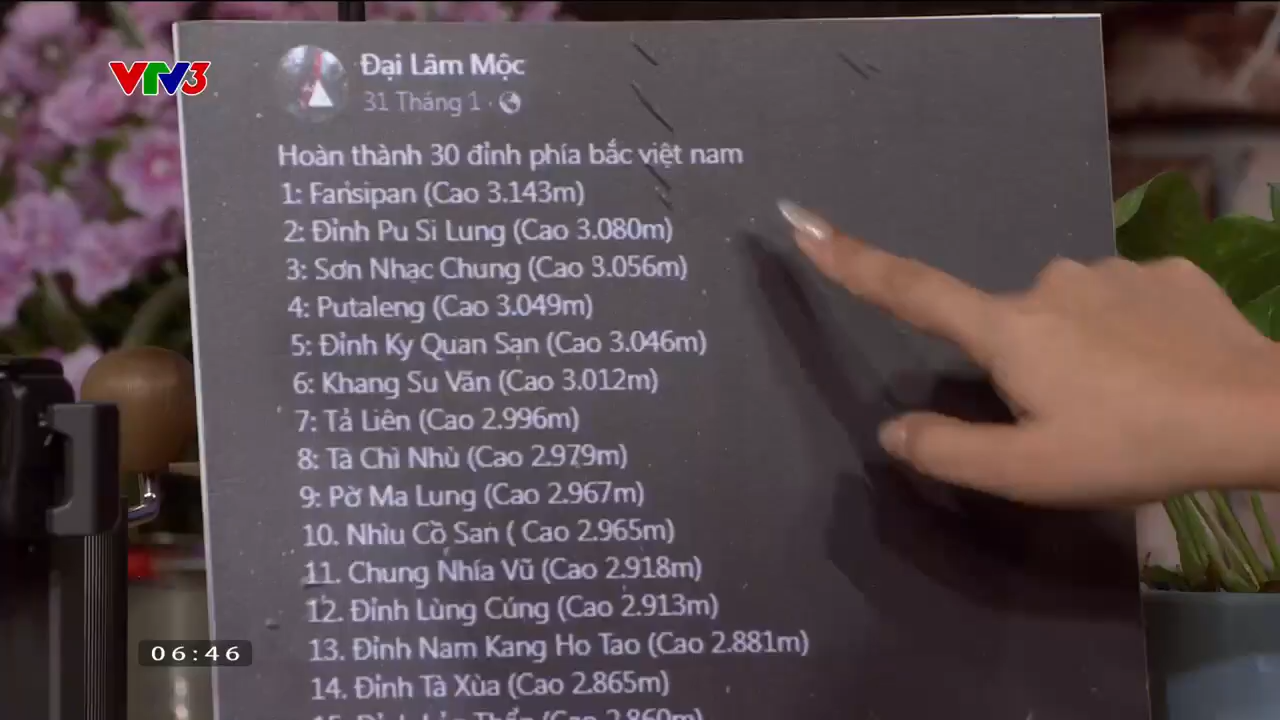 VTV3
Đại Lâm Mộc
31 Tháng 1 ·
Hoàn thành 30 đỉnh phía bắc việt nam
1: Fansipan (Cao 3.143m)
2: Đỉnh Pu Si Lung (Cao 3.080m)
3: Sơn Nhạc Chung (Cao 3.056m)
4: Putaleng (Cao 3.049m)
5: Đỉnh Ky Quan San (Cao 3.046m)
6: Khang Su Văn (Cao 3.012m)
7: Tả Liên (Cao 2.996m)
8: Tà Chì Nhù (Cao 2.979m)
9: Pờ Ma Lung (Cao 2.967m)
10. Nhìu Cồ San ( Cao 2.965m)
11. Chung Nhía Vũ (Cao 2.918m)
12. Đỉnh Lùng Cúng (Cao 2.913m)
13. Đỉnh Nam Kang Ho Tao (Cao 2.881m)
14. Đỉnh Tà Xùa (Cao 2.865m)
06:46